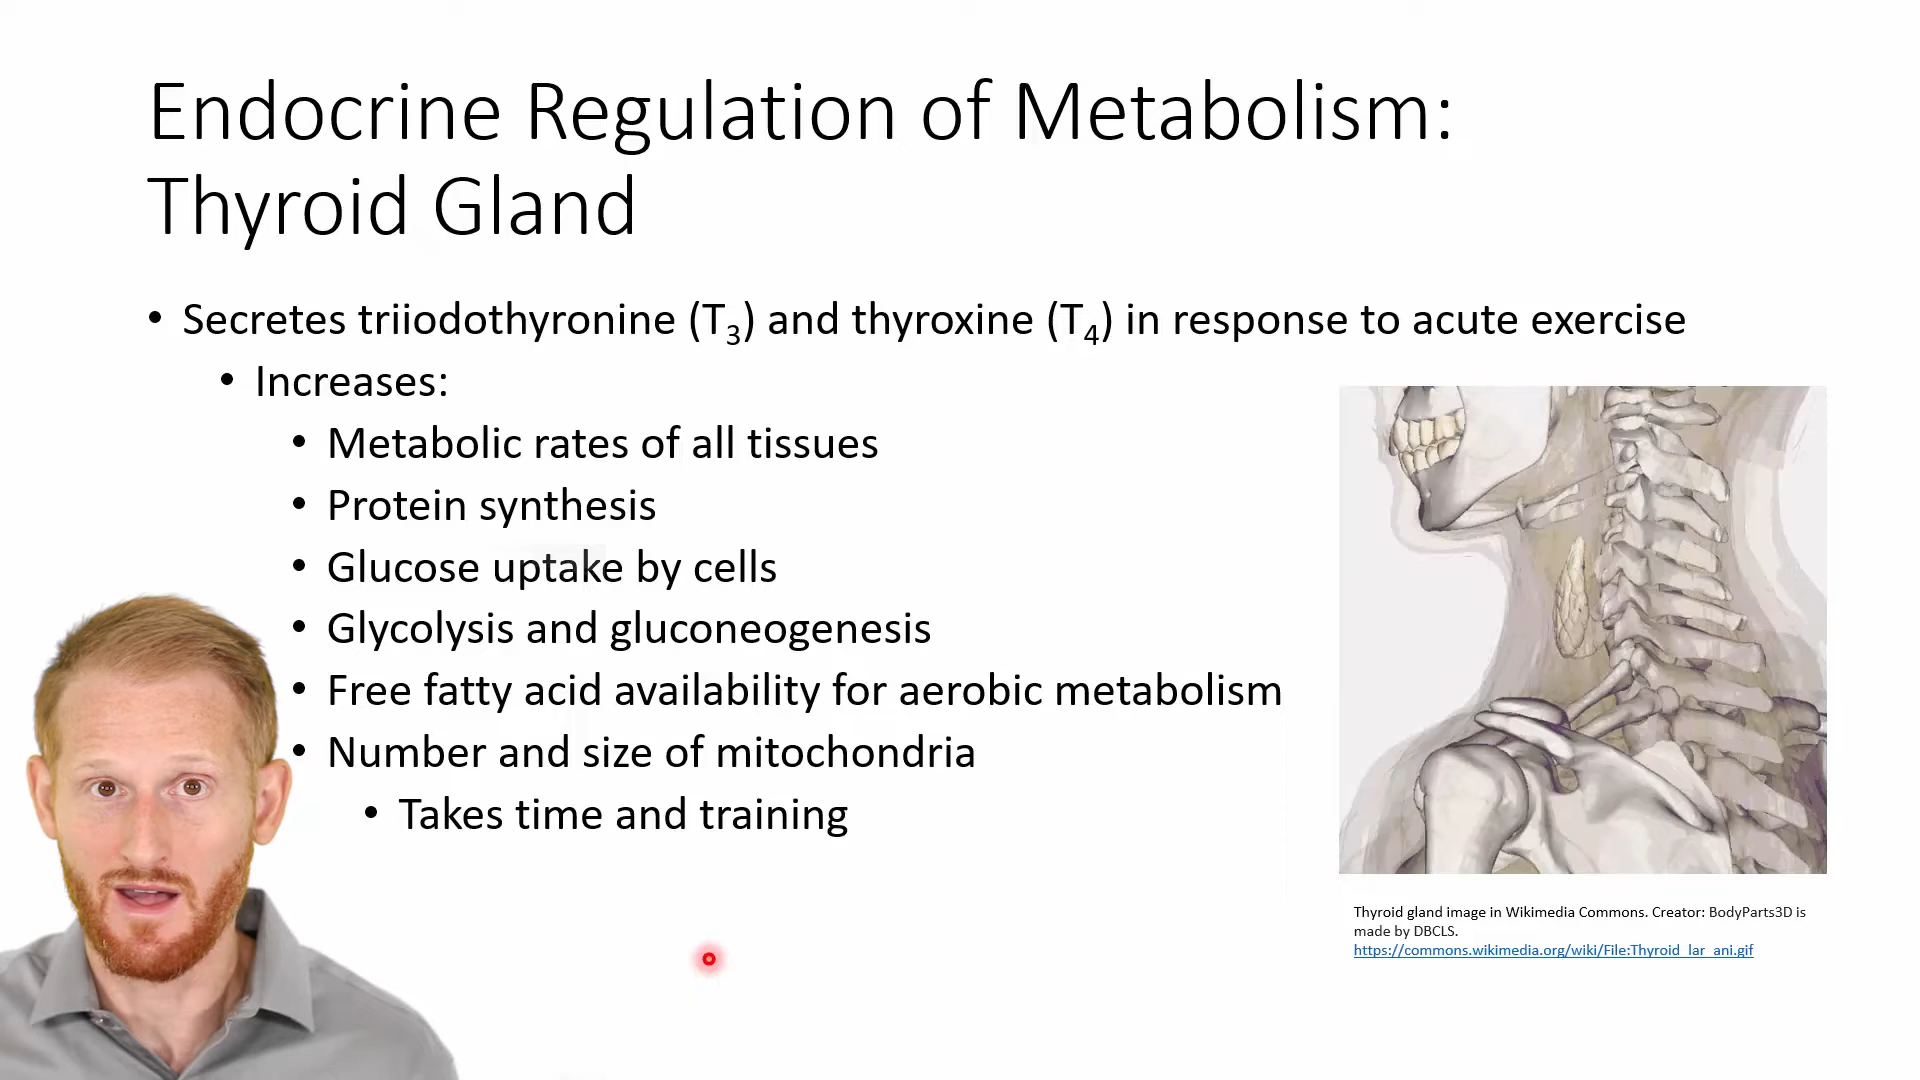 Endocrine Regulation of Metabolism:
Thyroid Gland
• Secretes triiodothyronine (T₃) and thyroxine (T₄) in response to acute exercise
• Increases:
• Metabolic rates of all tissues
• Protein synthesis
• Glucose uptake by cells
• Glycolysis and gluconeogenesis
• Free fatty acid availability for aerobic metabolism
• Number and size of mitochondria
• Takes time and training
Thyroid gland image in Wikimedia Commons. Creator: BodyParts3D is
made by DBCLS.
https://commons.wikimedia.org/wiki/File:Thyroid_lar_ani.gif